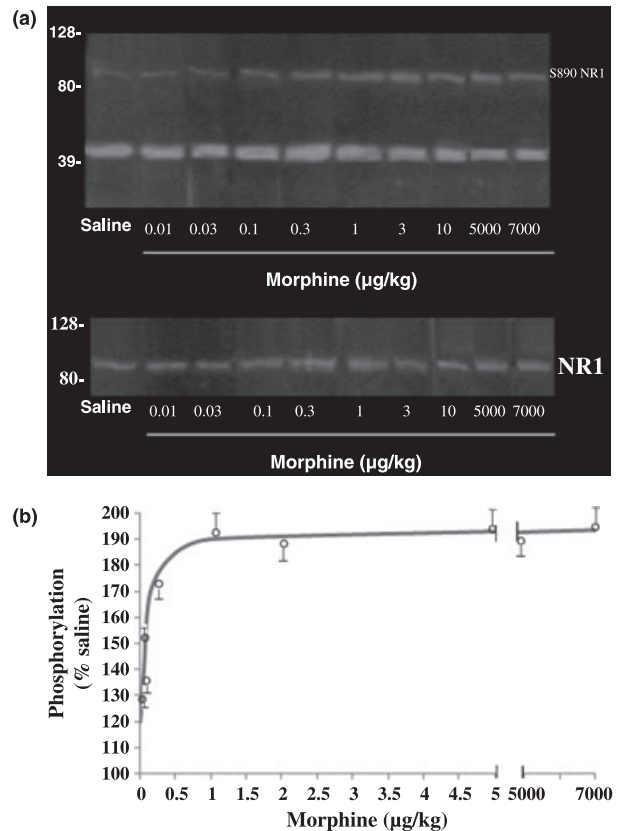 (a)
128-
80-
39-
S890 NR1
Saline 0.01 0.03 0.1 0.3 1 3 10 5000 7000
Morphine (µg/kg)
128-
80-
NR1
Saline 0.01 0.03 0.1 0.3 1 3 10 5000 7000
Morphine (µg/kg)
(b)
Phosphorylation
(% saline)
200
190
180
170
160
150
140
130
120
110
100
0 0.5 1 1.5 2 2.5 3 3.5 4 4.5 5 5000 7000
Morphine (µg/kg)